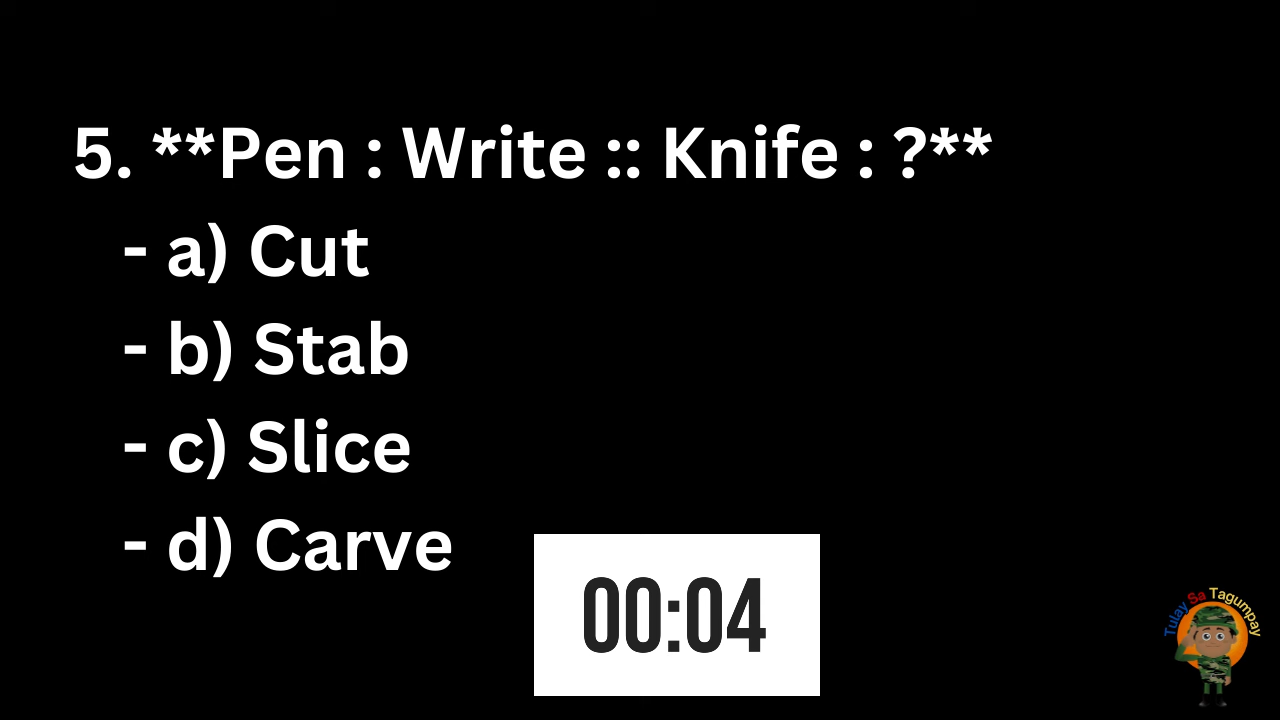 5. **Pen : Write :: Knife : ?**
- a) Cut
- b) Stab
- c) Slice
- d) Carve
00:04
Tulay Sa Tagumpay